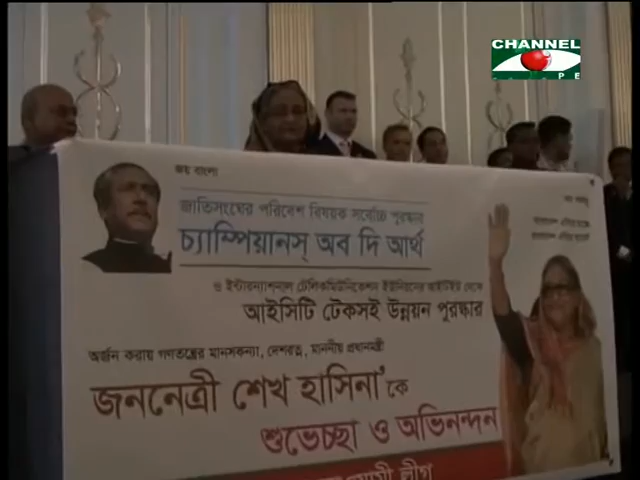 CHANNEL
জয় বাংলা
জাতিসংঘের পরিবেশ বিষয়ক সর্বোচ্চ পুরস্কার
চ্যাম্পিয়ানস্ অব দি আর্থ
ও ইন্টারন্যাশনাল টেলিকমিউনিকেশন ইউনিয়নের
আইসিটি টেকসই উন্নয়ন পুরস্কার
অর্জন করায় গণতন্ত্রের মানসকন্যা, দেশরত্ন, মাননীয় প্রধানমন্ত্রী
জননেত্রী শেখ হাসিনা'কে
শুভেচ্ছা ও অভিনন্দন
লীগ